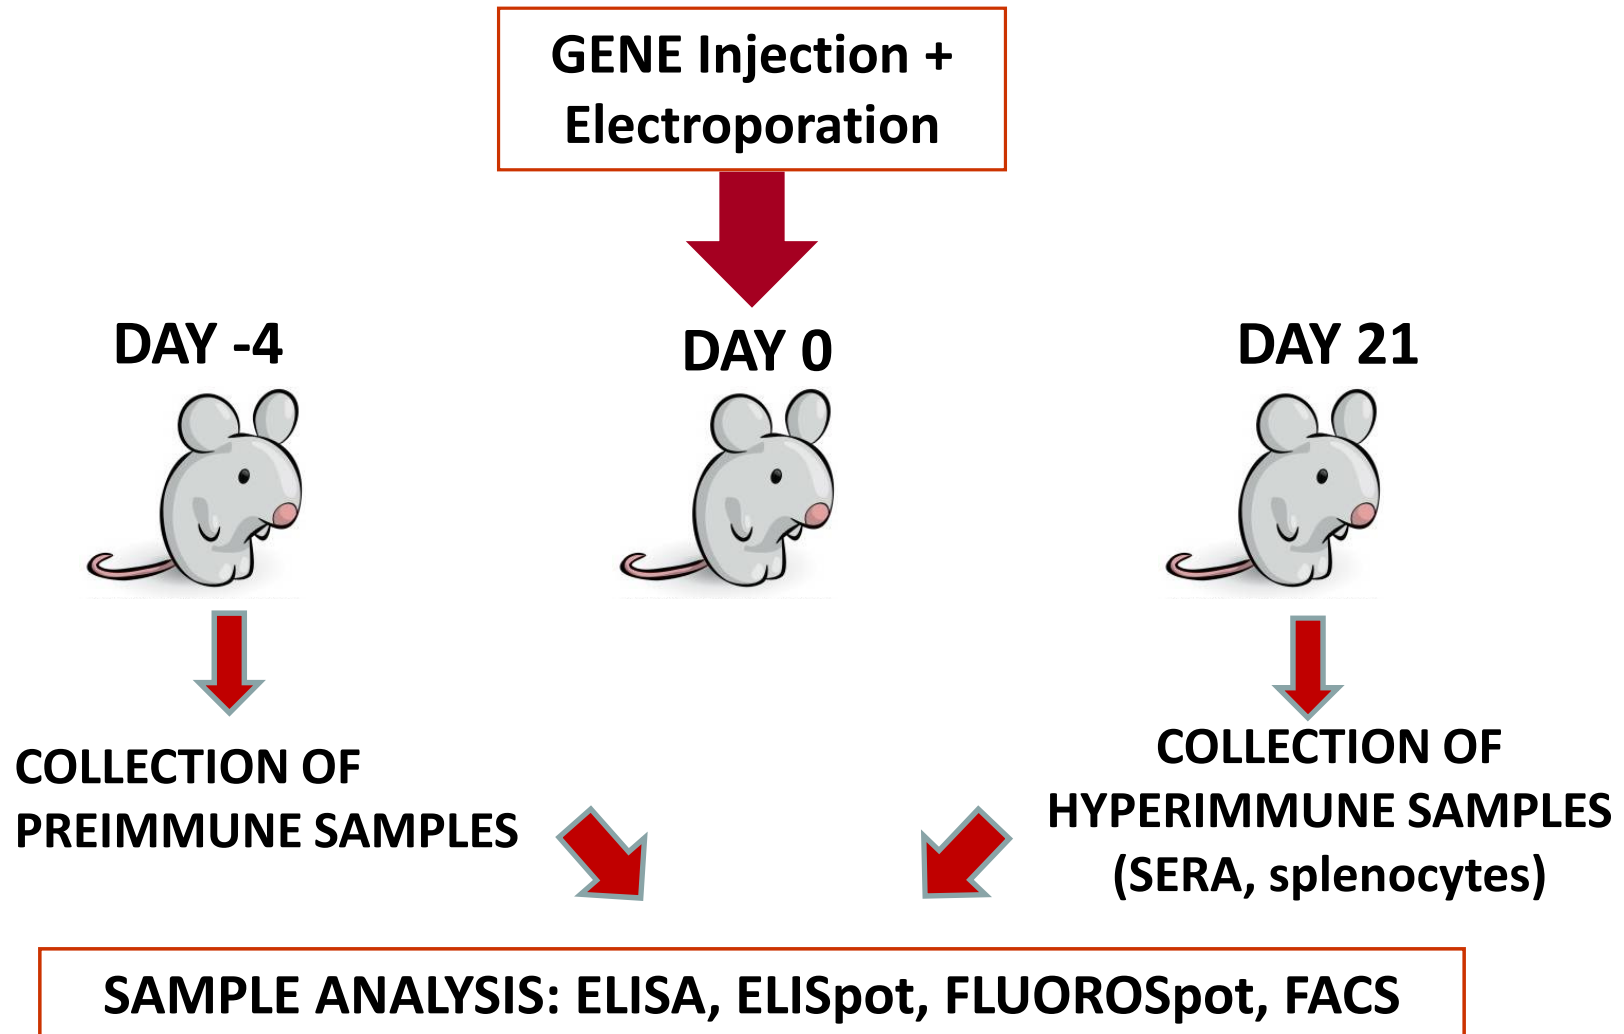 GENE Injection +
Electroporation
DAY -4
DAY 0
DAY 21
COLLECTION OF
PREIMMUNE SAMPLES
COLLECTION OF
HYPERIMMUNE SAMPLES
(SERA, splenocytes)
SAMPLE ANALYSIS: ELISA, ELISpot, FLUOROSpot, FACS